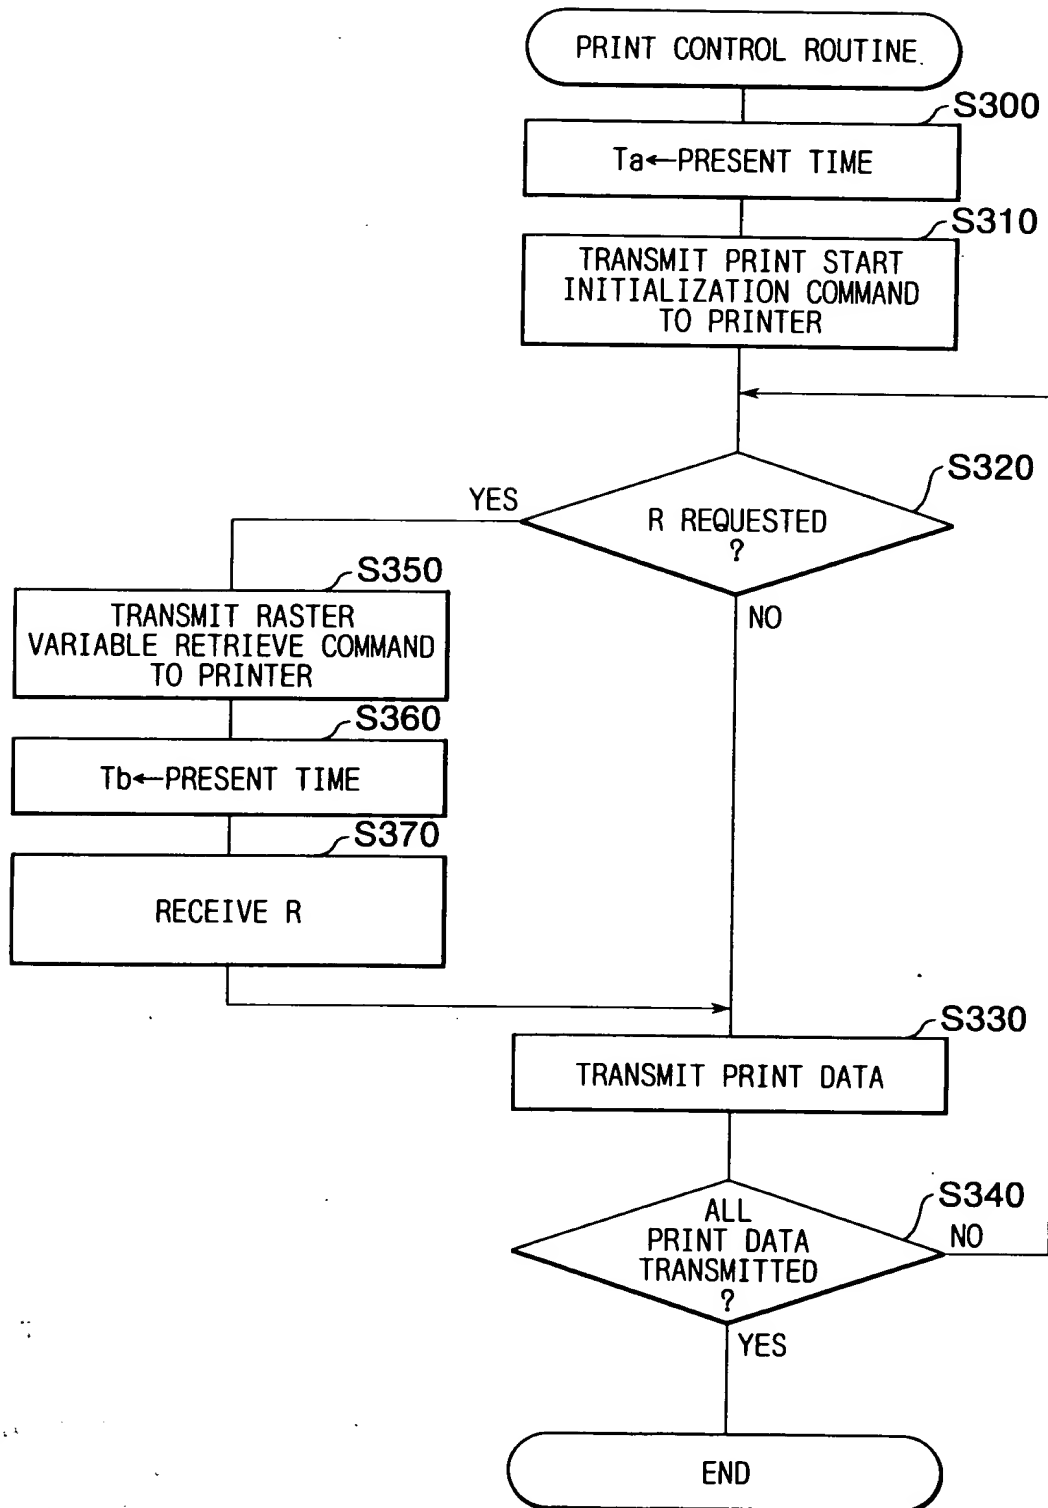 PRINT CONTROL ROUTINE
S300
Ta←PRESENT TIME
S310
TRANSMIT PRINT START
INITIALIZATION COMMAND
TO PRINTER
S320
R REQUESTED
?
YES
NO
S350
TRANSMIT RASTER
VARIABLE RETRIEVE COMMAND
TO PRINTER
S360
Tb←PRESENT TIME
S370
RECEIVE R
S330
TRANSMIT PRINT DATA
S340
ALL
PRINT DATA
TRANSMITTED
?
NO
YES
END